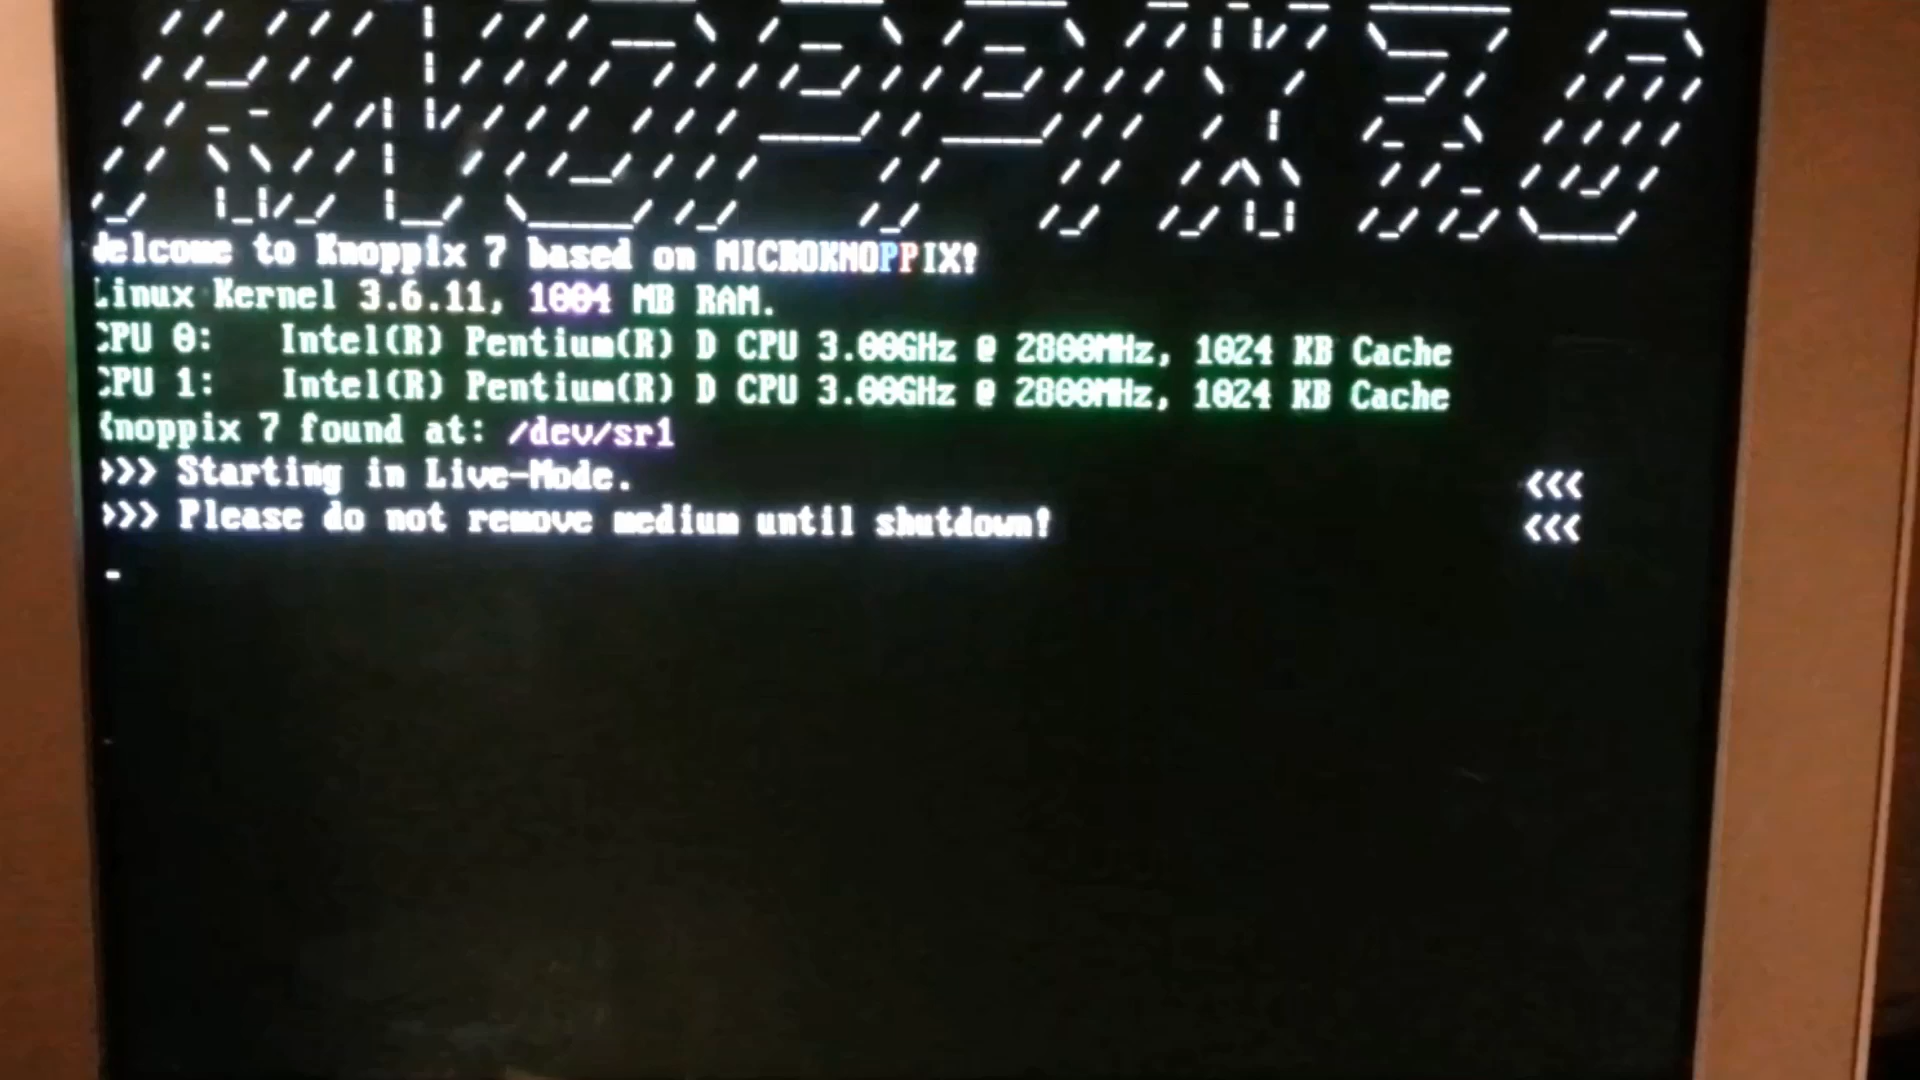 Welcome to Knoppix 7 based on MICROKNOPPIX!
Linux Kernel 3.6.11, 1004 MB RAM.
CPU 0:   Intel(R) Pentium(R) D CPU 3.00GHz @ 2800MHz, 1024 KB Cache
CPU 1:   Intel(R) Pentium(R) D CPU 3.00GHz @ 2800MHz, 1024 KB Cache
Knoppix 7 found at: /dev/sr1
>>> Starting in Live-Mode. <<<
>>> Please do not remove medium until shutdown! <<<